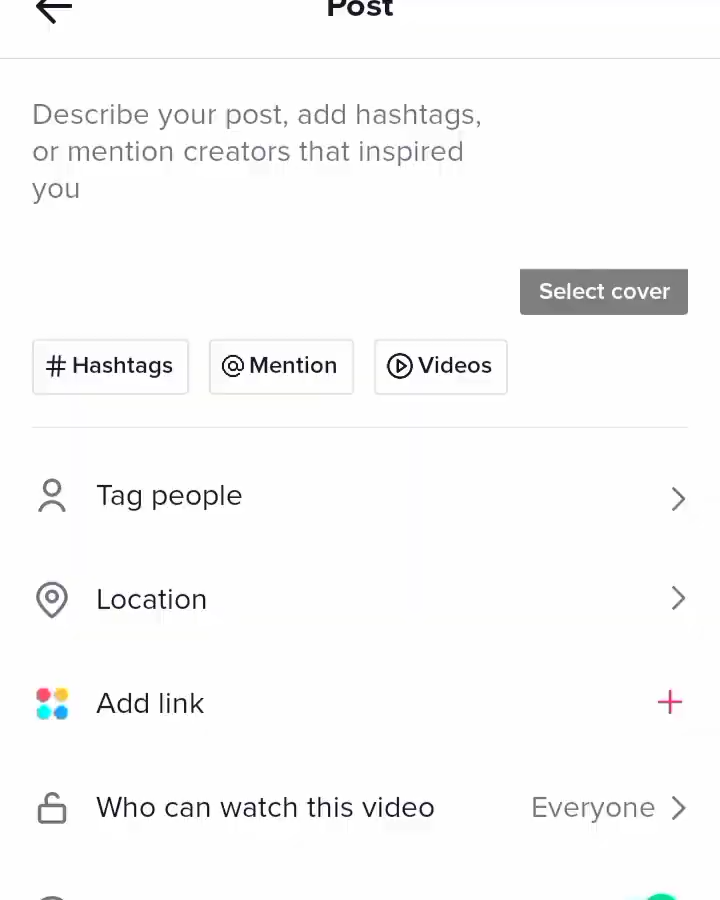 Post
Describe your post, add hashtags,
or mention creators that inspired
you
Select cover
# Hashtags
@ Mention
Videos
Tag people
Location
Add link
Who can watch this video
Everyone